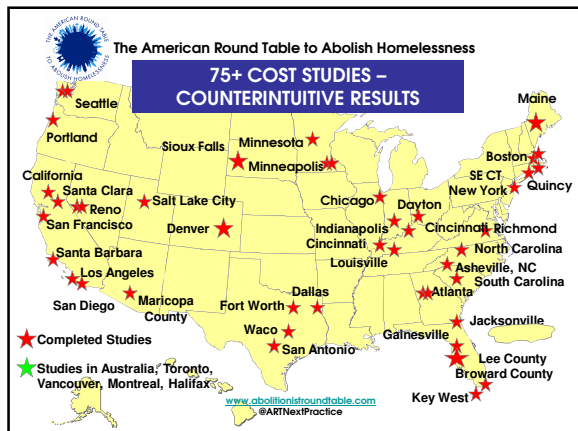 THE AMERICAN ROUND TABLE
TO ABOLISH HOMELESSNESS
The American Round Table to Abolish Homelessness
75+ COST STUDIES –
COUNTERINTUITIVE RESULTS
Seattle
Portland
Sioux Falls
Minnesota
Minneapolis
Maine
Boston
SE CT
New York
Quincy
California
Santa Clara
Reno
San Francisco
Salt Lake City
Denver
Chicago
Dayton
Indianapolis
Cincinnati
Cincinnati
Richmond
Louisville
North Carolina
Asheville, NC
South Carolina
Santa Barbara
Los Angeles
San Diego
Maricopa
County
Fort Worth
Dallas
Waco
San Antonio
Atlanta
Jacksonville
Gainesville
Lee County
Broward County
Key West
Completed Studies
Studies in Australia, Toronto,
Vancouver, Montreal, Halifax
www.abolitionistroundtable.com
@ARTNextPractice